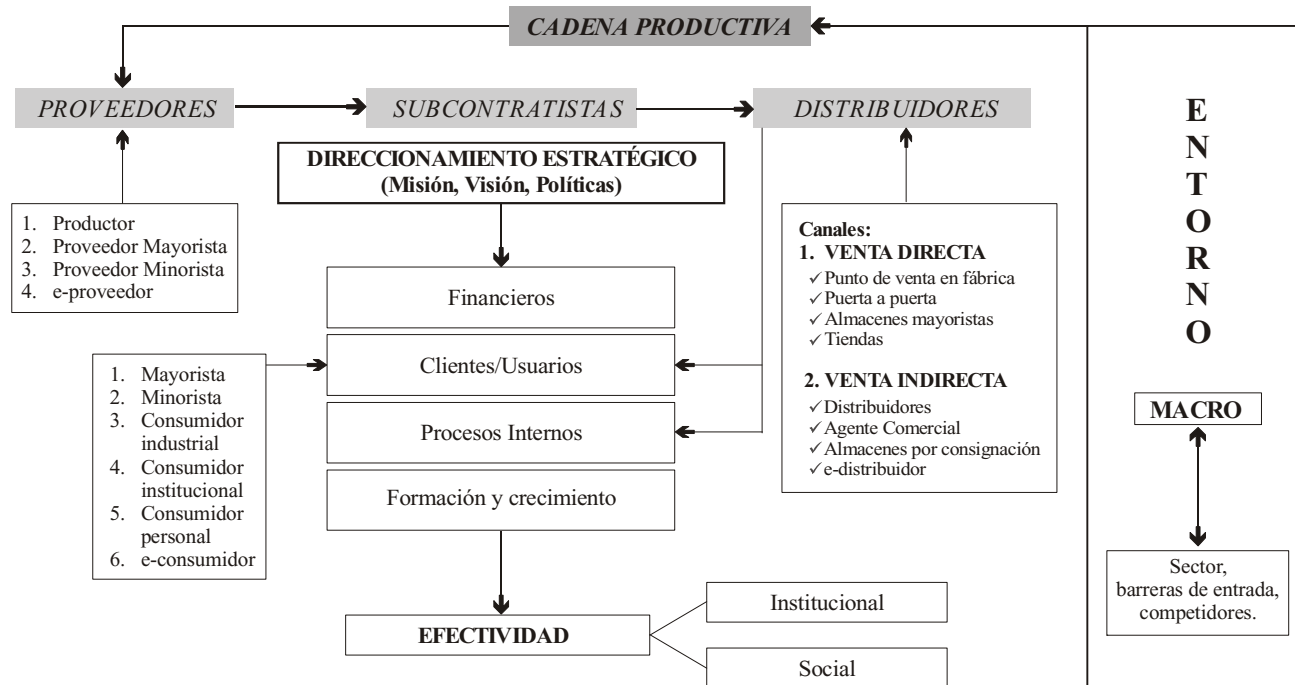 CADENA PRODUCTIVA
PROVEEDORES
SUBCONTRATISTAS
DISTRIBUIDORES
DIRECCIONAMIENTO ESTRATÉGICO
(Misión, Visión, Políticas)
1. Productor
2. Proveedor Mayorista
3. Proveedor Minorista
4. e-proveedor
Financieros
Clientes/Usuarios
Procesos Internos
Formación y crecimiento
1. Mayorista
2. Minorista
3. Consumidor
industrial
4. Consumidor
institucional
5. Consumidor
personal
6. e-consumidor
EFECTIVIDAD
Institucional
Social
Canales:
1. VENTA DIRECTA
✓ Punto de venta en fábrica
✓ Puerta a puerta
✓ Almacenes mayoristas
✓ Tiendas
2. VENTA INDIRECTA
✓ Distribuidores
✓ Agente Comercial
✓ Almacenes por consignación
✓ e-distribuidor
ENTORNO
MACRO
Sector,
barreras de entrada,
competidores.